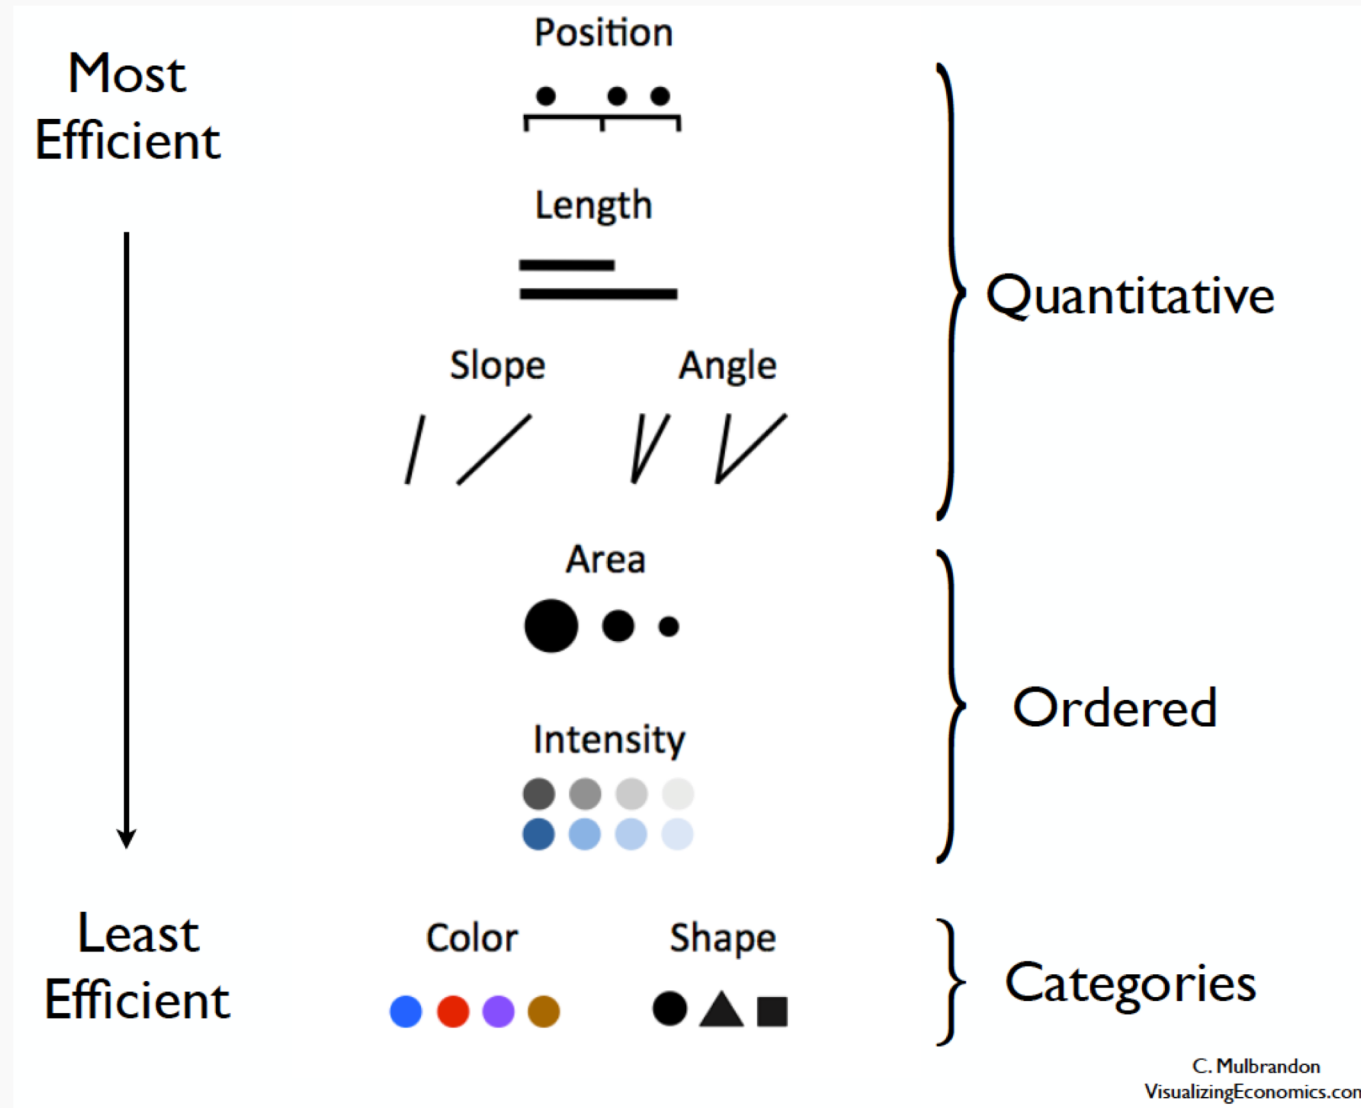 Position
Most
Efficient
Length
Quantitative
Slope
Angle
Area
Ordered
Intensity
Least
Efficient
Color
Shape
Categories
C. Mulbrandon
VisualizingEconomics.com